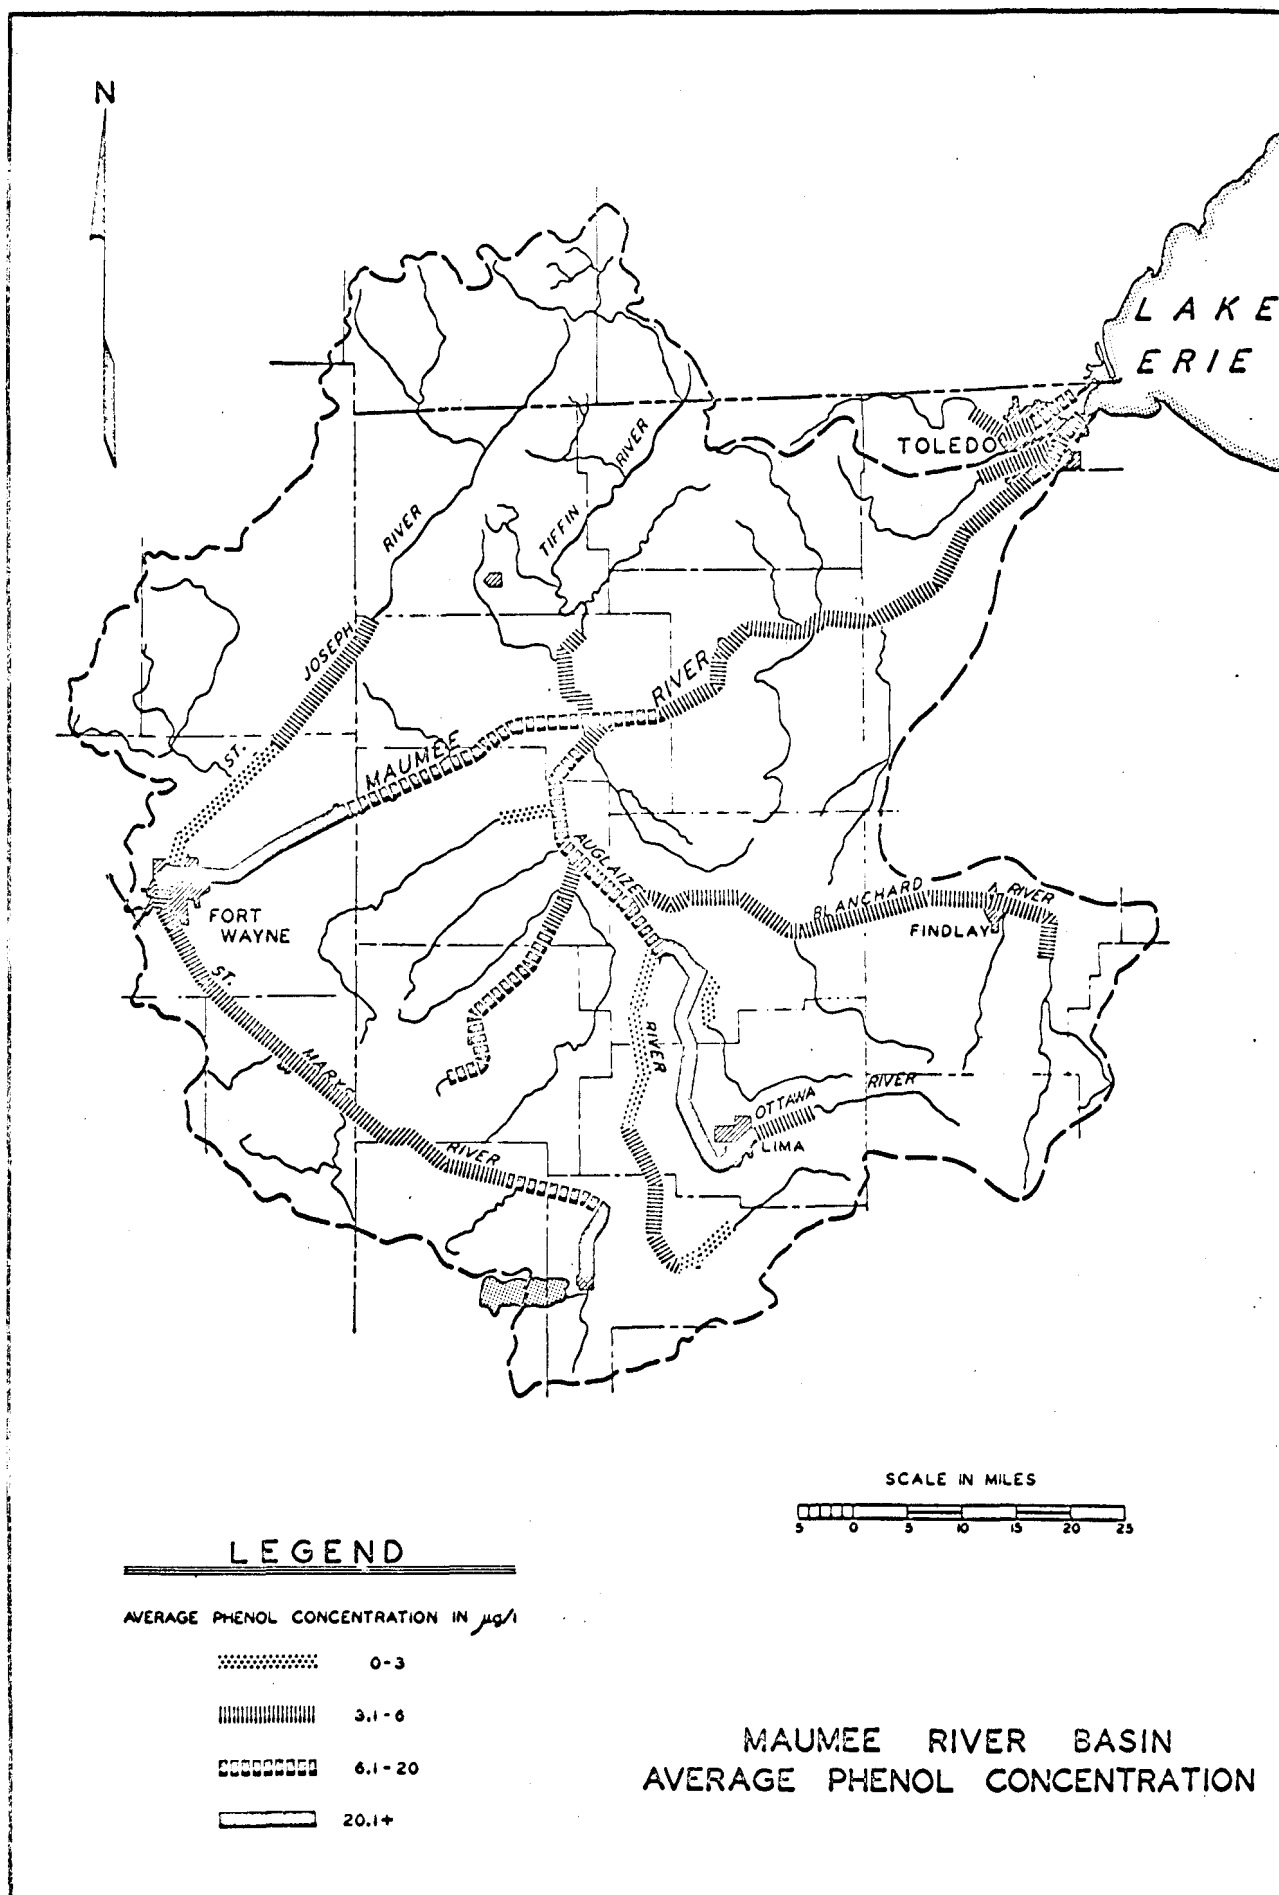 N
LAKE
ERIE
TOLEDO
RIVER
TIFFIN
RIVER
JOSEPH
ST.
RIVER
MAUMEE
AUGLAIZE
BLANCHARD
RIVER
FORT
WAYNE
FINDLAY
ST.
MARYS
RIVER
RIVER
OTTAWA
RIVER
LIMA
SCALE IN MILES
5 0 5 10 15 20 25
LEGEND
AVERAGE PHENOL CONCENTRATION IN µg/l
0-3
3.1-6
6.1-20
20.1+
MAUMEE RIVER BASIN
AVERAGE PHENOL CONCENTRATION